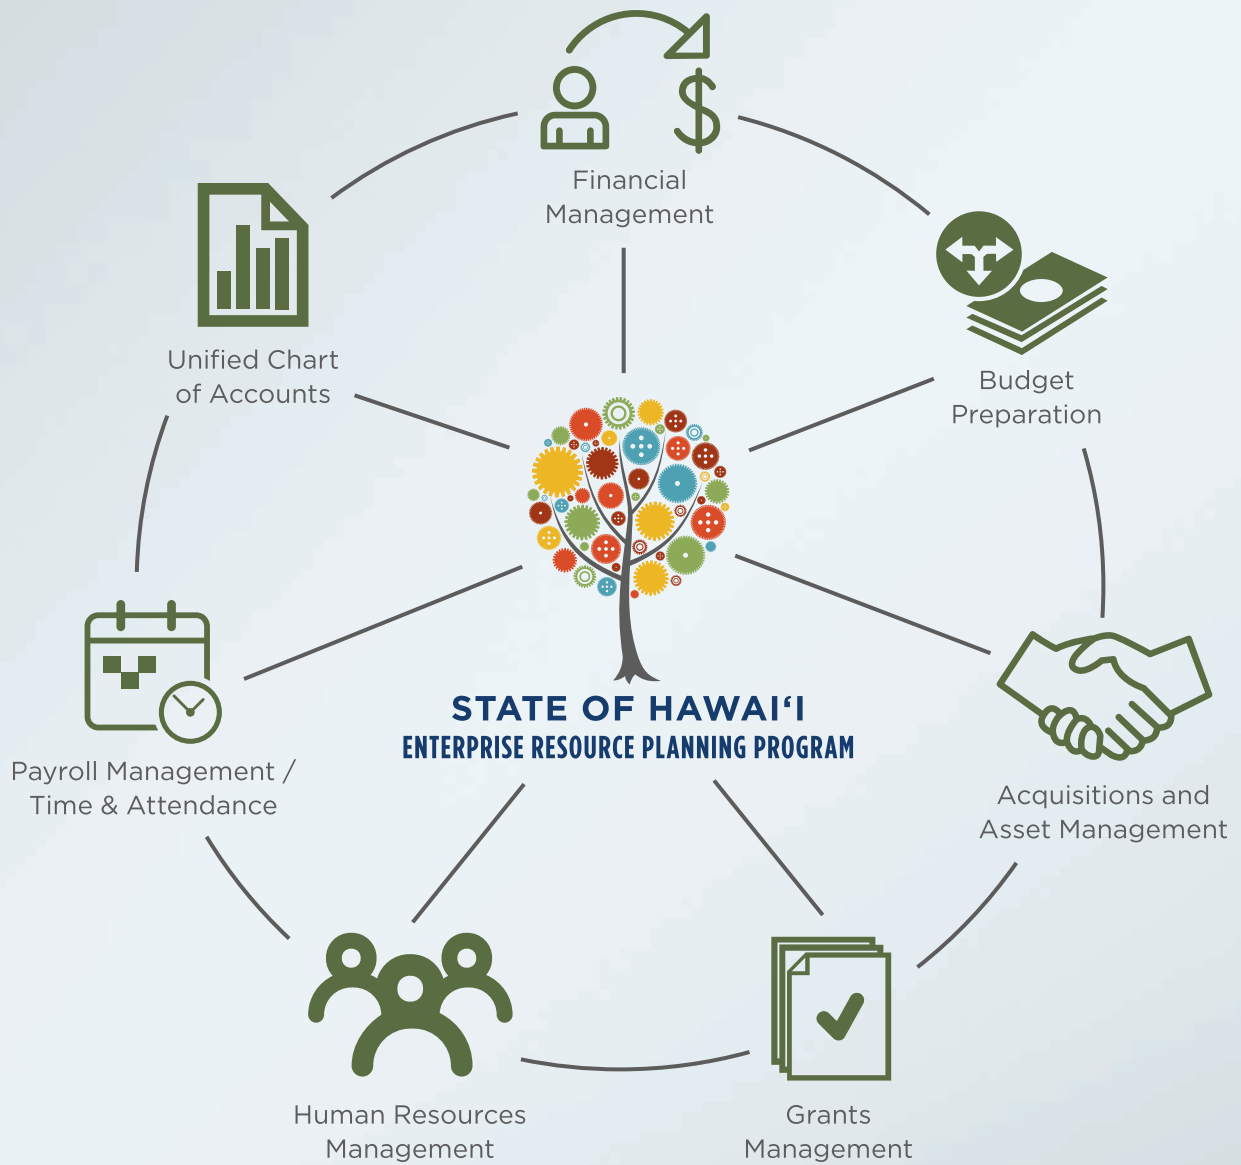 Financial
Management
Unified Chart
of Accounts
Budget
Preparation
STATE OF HAWAI‘I
ENTERPRISE RESOURCE PLANNING PROGRAM
Payroll Management /
Time & Attendance
Acquisitions and
Asset Management
Human Resources
Management
Grants
Management